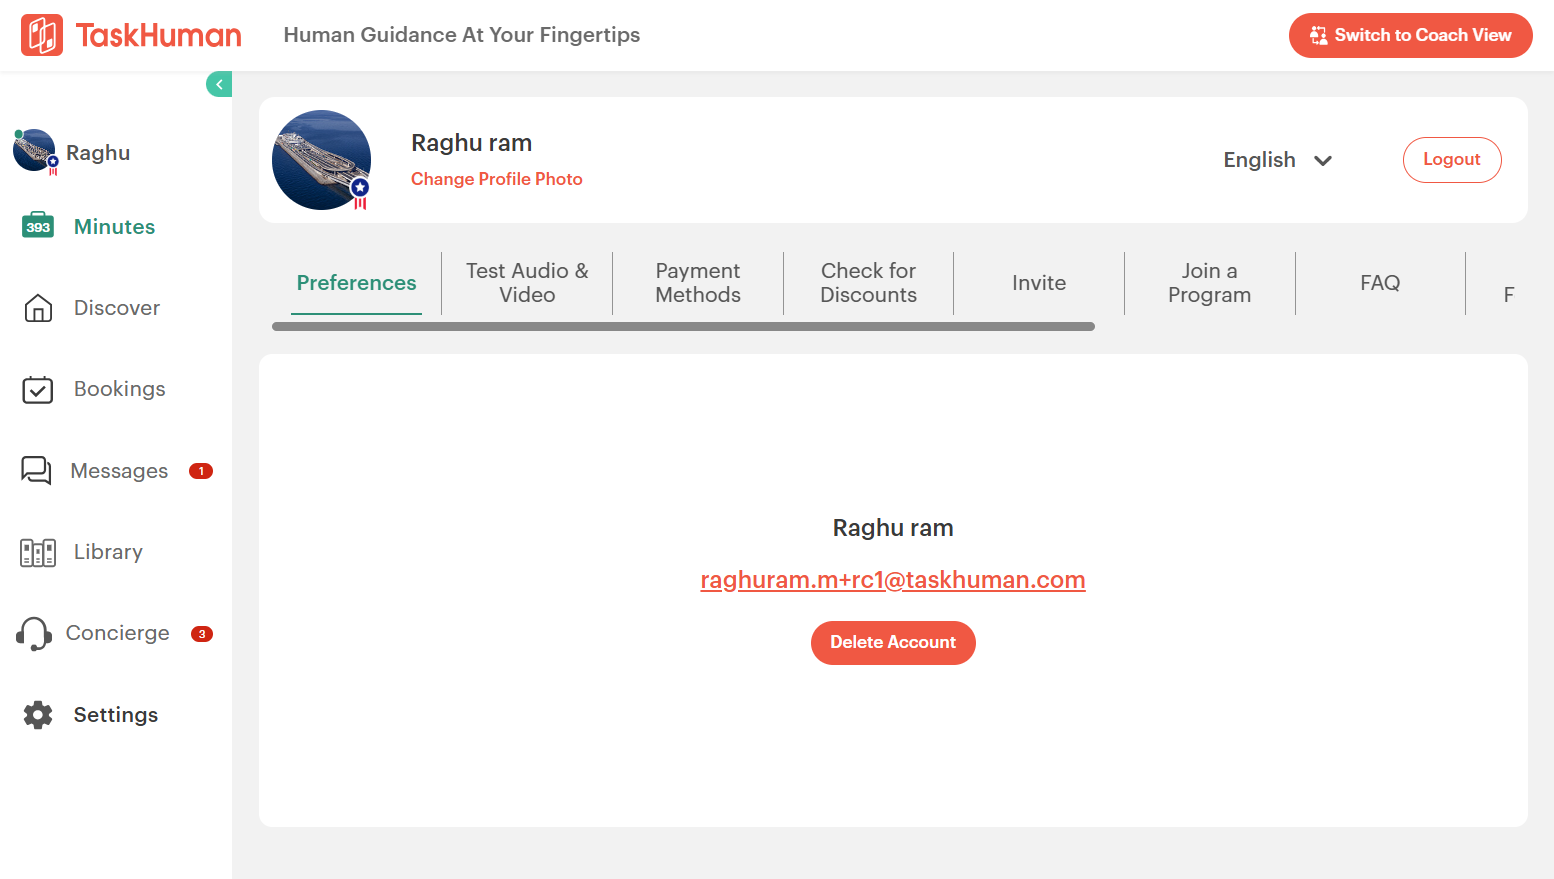 TaskHuman
Human Guidance At Your Fingertips
Switch to Coach View
Raghu
393
Minutes
Discover
Bookings
Messages
1
Library
Concierge
3
Settings
Raghu ram
Change Profile Photo
English
Logout
Preferences
Test Audio &
Video
Payment
Methods
Check for
Discounts
Invite
Join a
Program
FAQ
F
Raghu ram
raghuram.m+rc1@taskhuman.com
Delete Account